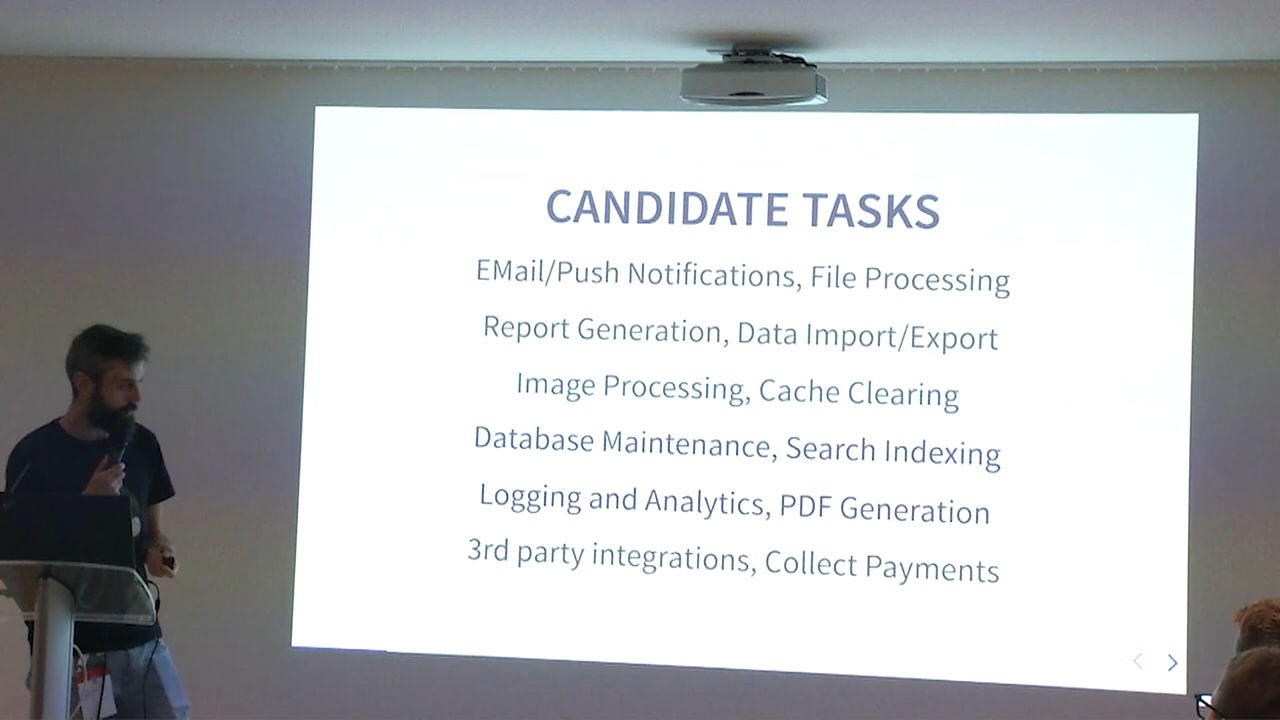 CANDIDATE TASKS
EMail/Push Notifications, File Processing
Report Generation, Data Import/Export
Image Processing, Cache Clearing
Database Maintenance, Search Indexing
Logging and Analytics, PDF Generation
3rd party integrations, Collect Payments